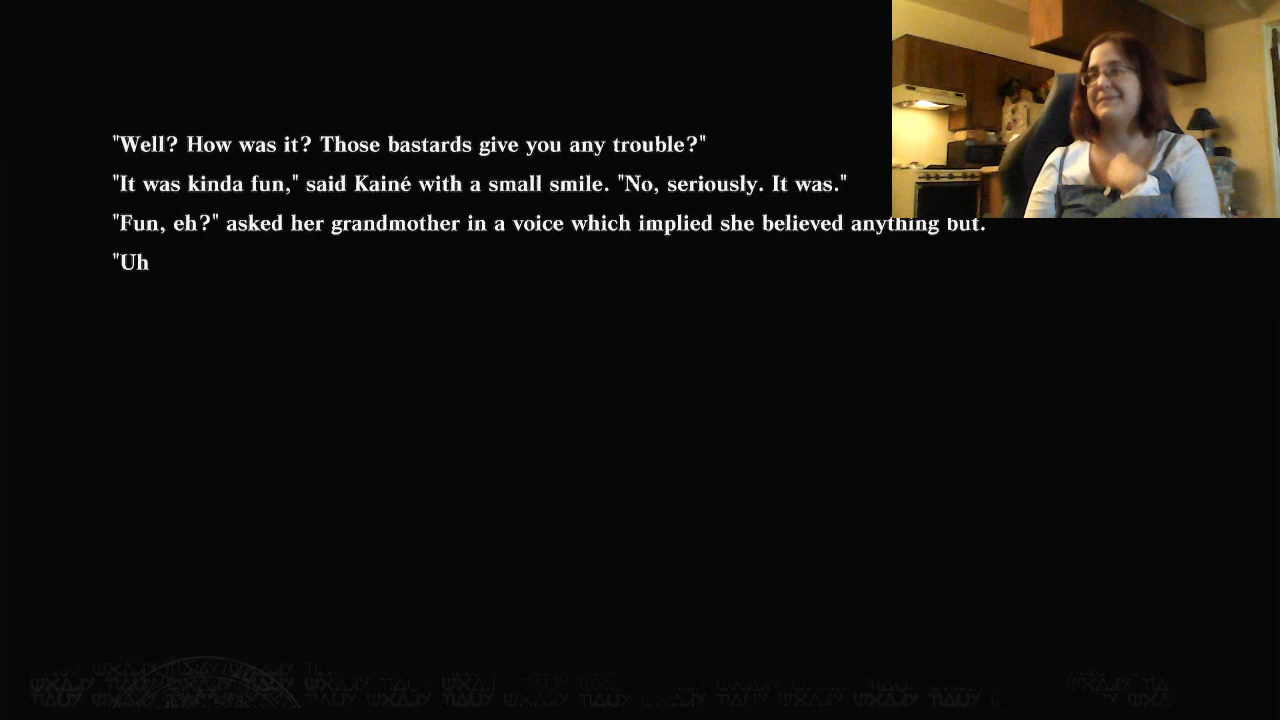 "Well? How was it? Those bastards give you any trouble?"
"It was kinda fun," said Kainé with a small smile. "No, seriously. It was."
"Fun, eh?" asked her grandmother in a voice which implied she believed anything but.
"Uh